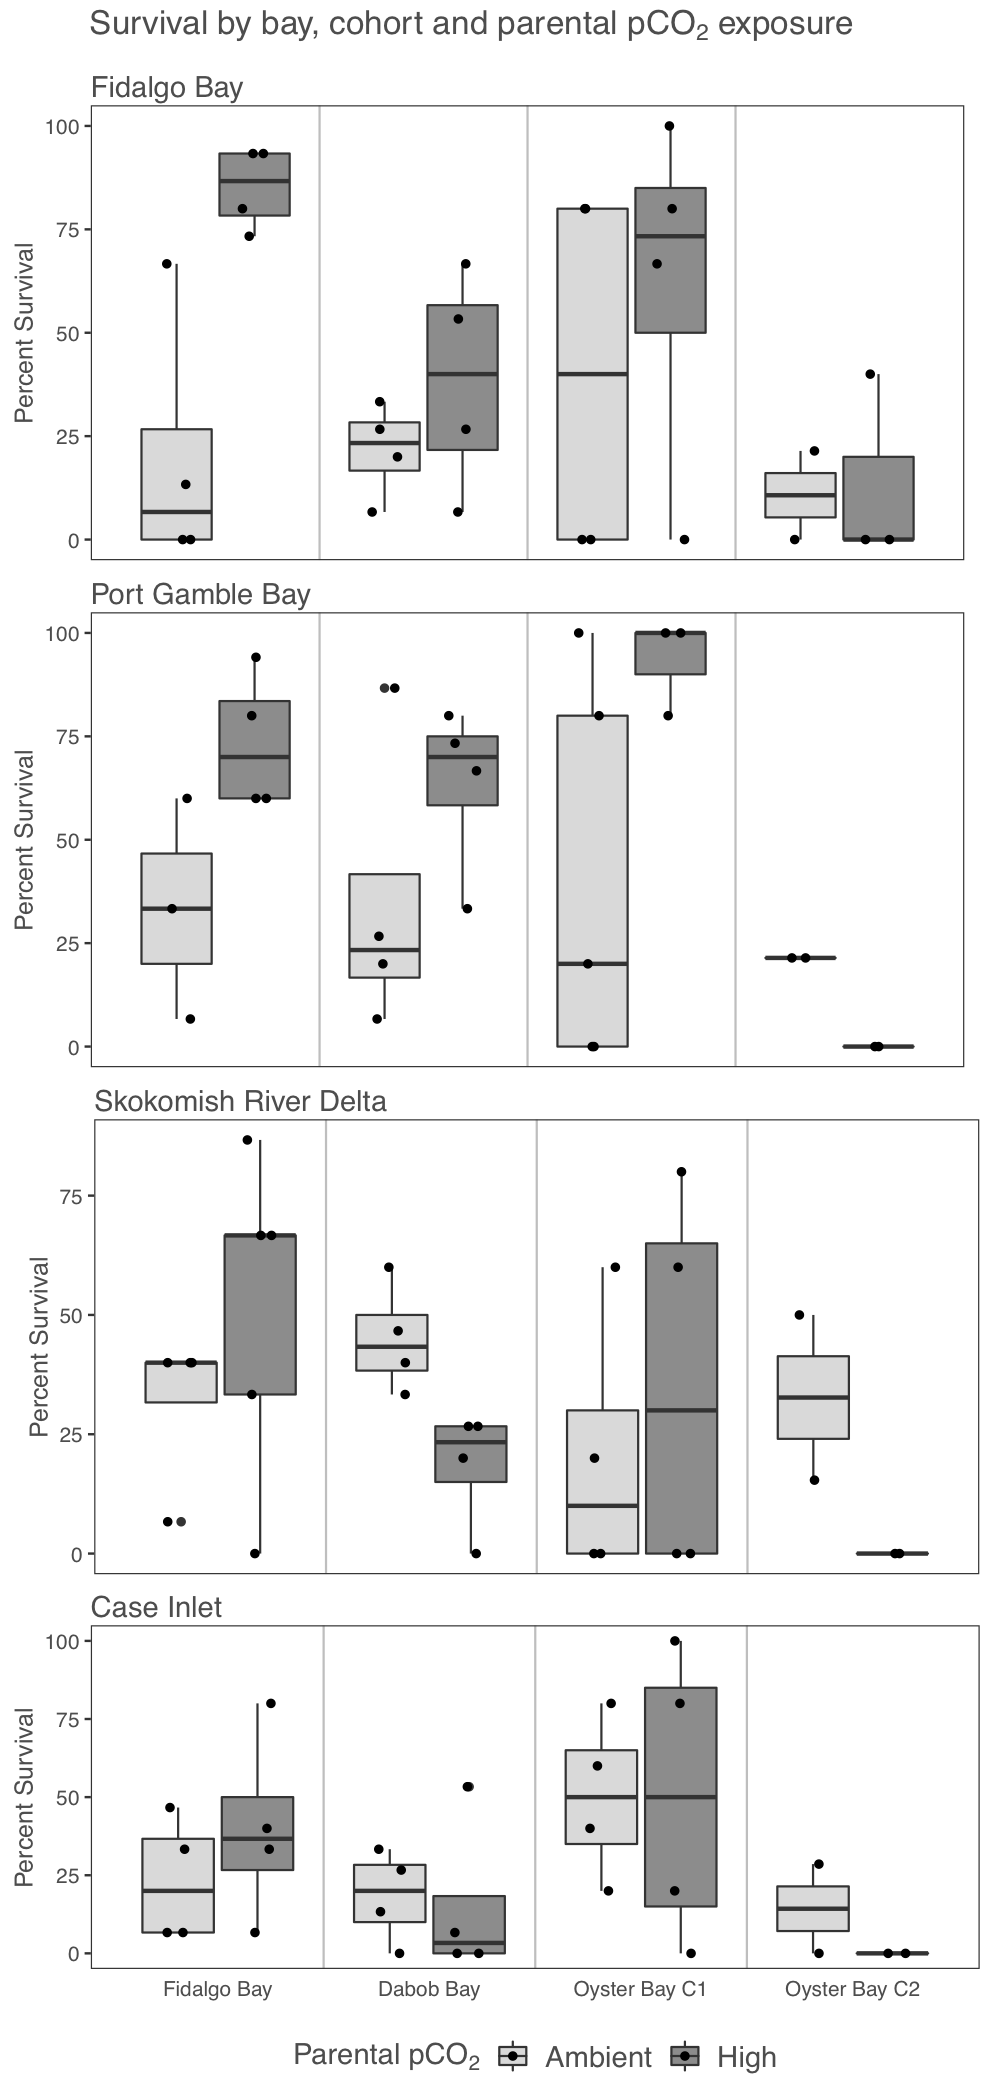 Survival by bay, cohort and parental pCO₂ exposure
Fidalgo Bay
Percent Survival
100
75
50
25
0
Port Gamble Bay
Percent Survival
100
75
50
25
0
Skokomish River Delta
Percent Survival
75
50
25
0
Case Inlet
Percent Survival
100
75
50
25
0
Fidalgo Bay Dabob Bay Oyster Bay C1 Oyster Bay C2
Parental pCO₂ Ambient High